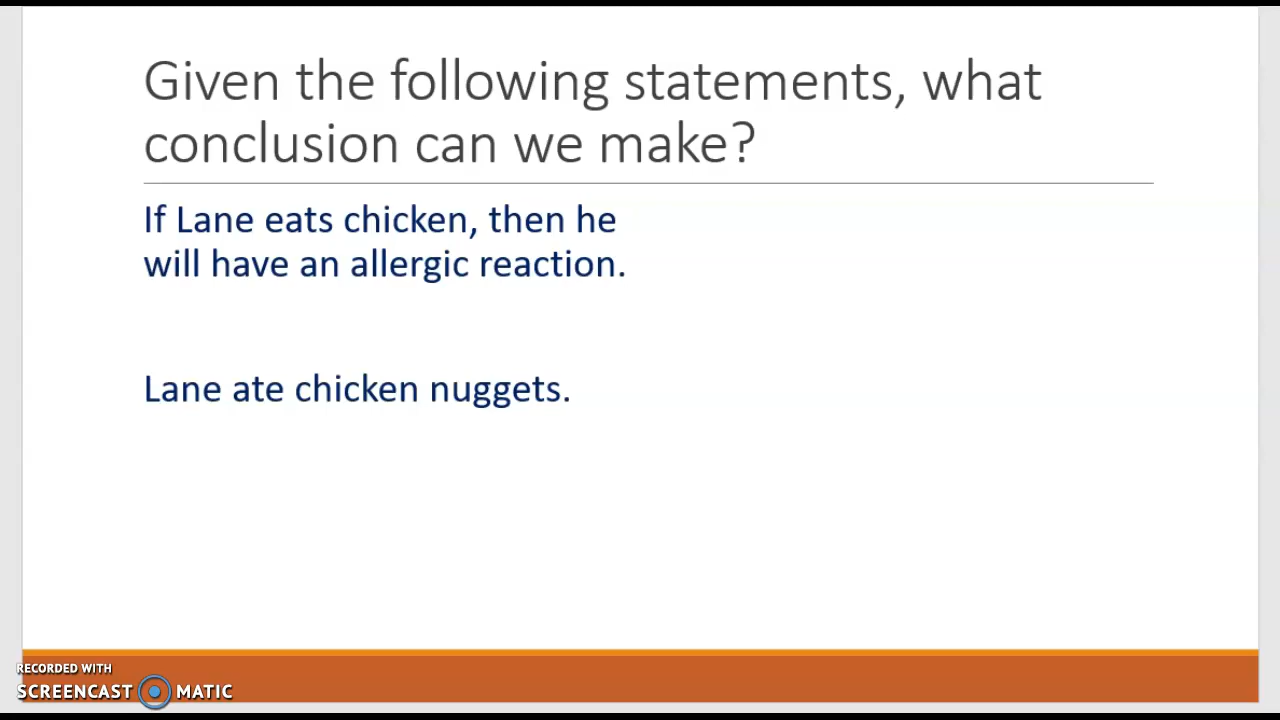 Given the following statements, what
conclusion can we make?
If Lane eats chicken, then he
will have an allergic reaction.
Lane ate chicken nuggets.
RECORDED WITH
SCREENCAST MATIC